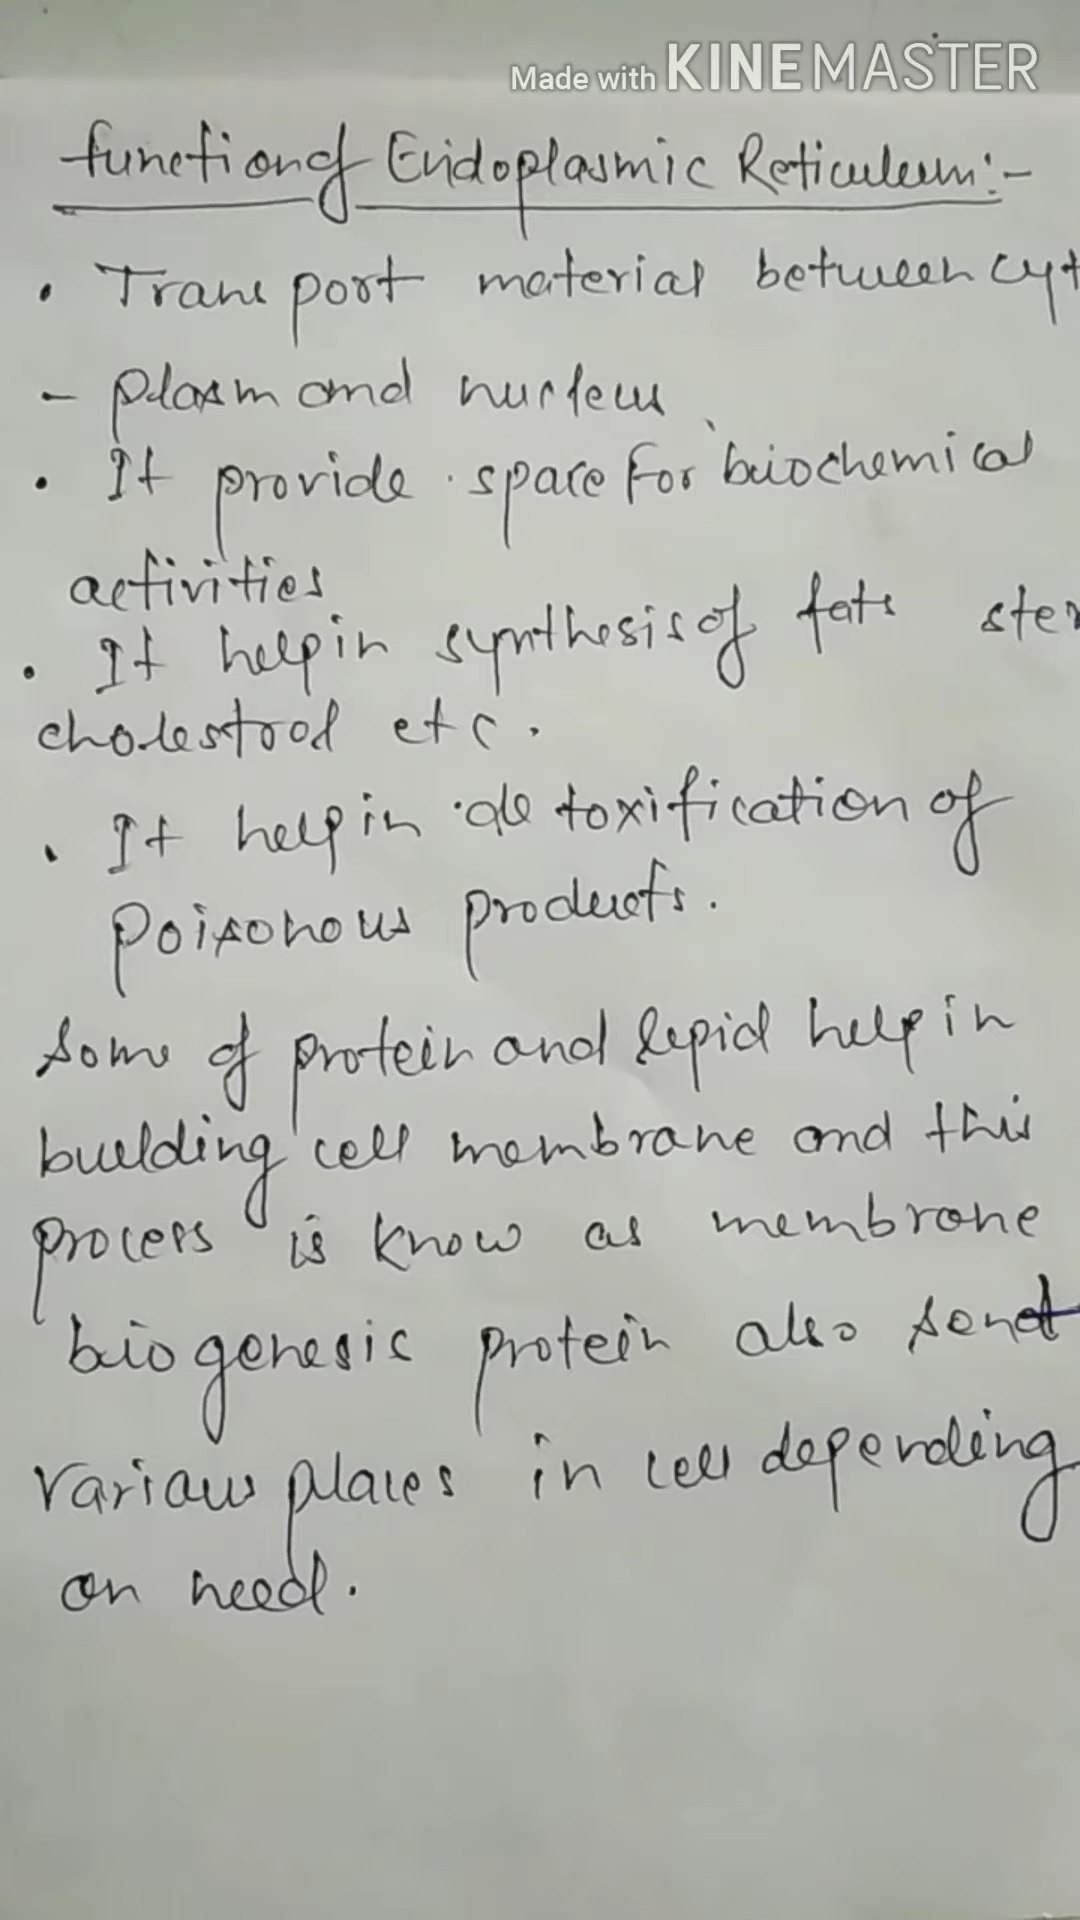 Made with KINEMASTER
function of Endoplasmic Reticulum:-
• Transport material between cyt
- plasm and nucleus
• It provide space for biochemical
activities
• It help in synthesis of fats ster
cholestrol etc.
• It help in detoxification of
Poisonous products.
Some of protein and lipid help in
building cell membrane and this
process is know as membrane
biogenesis protein also send
various places in cell depending
on need.